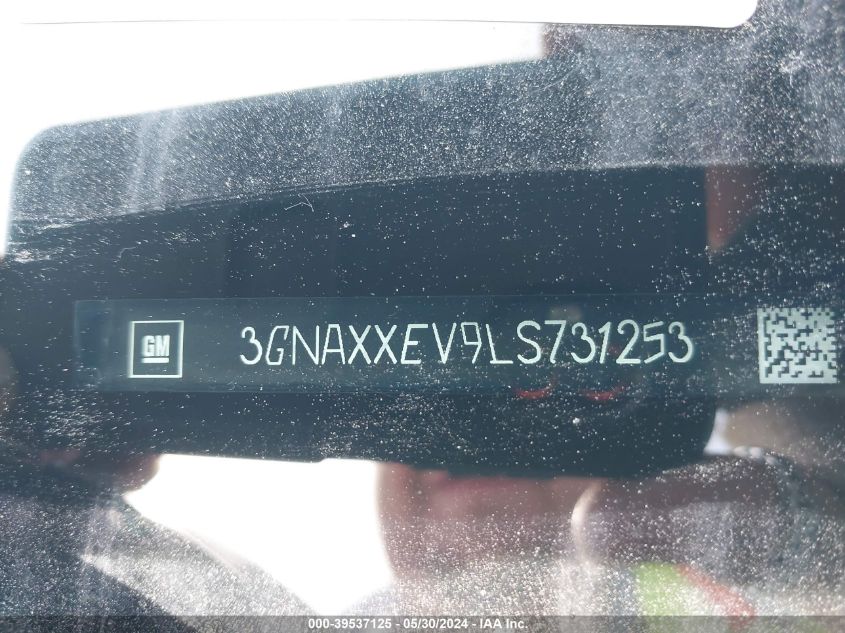 GM 3GNAXXEV9LS731253
000-39537125 - 05/30/2024 - IAA Inc.